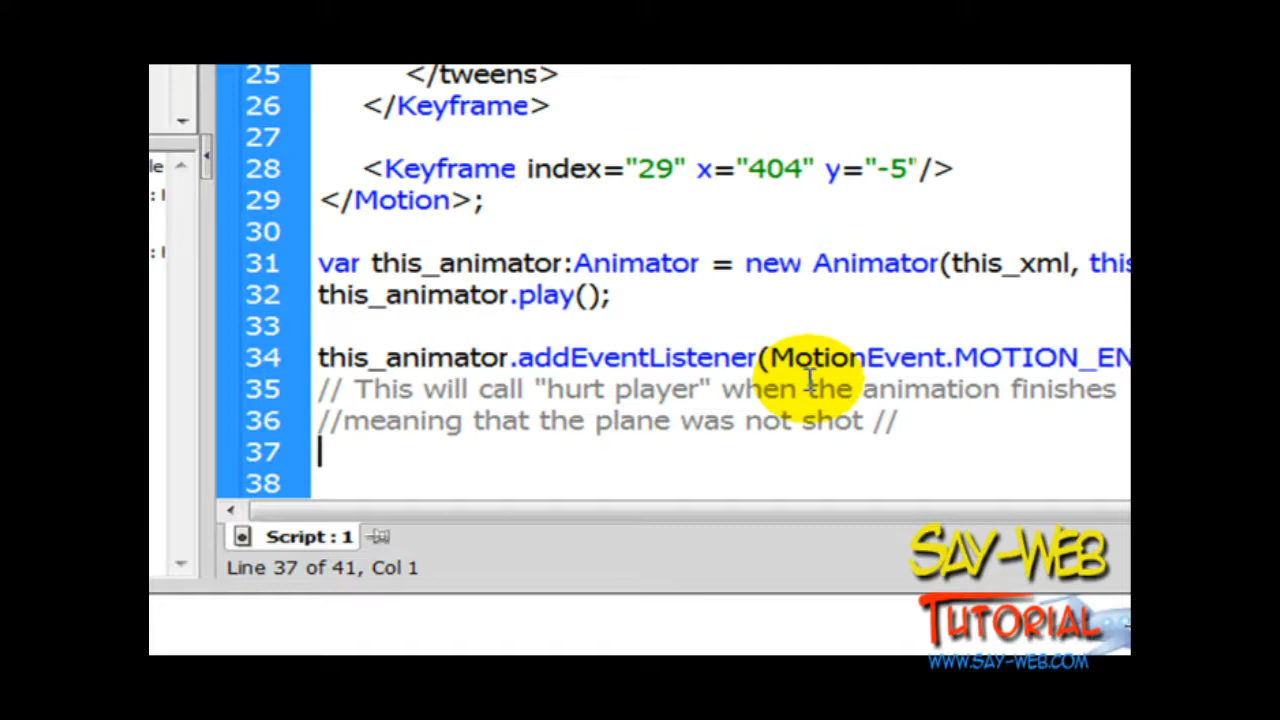 25 </tweens>
26 </Keyframe>
27
28 <Keyframe index="29" x="404" y="-5"/>
29 </Motion>;
30
31 var this_animator:Animator = new Animator(this_xml, this
32 this_animator.play();
33
34 this_animator.addEventListener(MotionEvent.MOTION_EN
35 // This will call "hurt player" when the animation finishes
36 //meaning that the plane was not shot //
37
38
Script : 1
Line 37 of 41, Col 1
SAY-WEB
TUTORIAL
WWW.SAY-WEB.COM